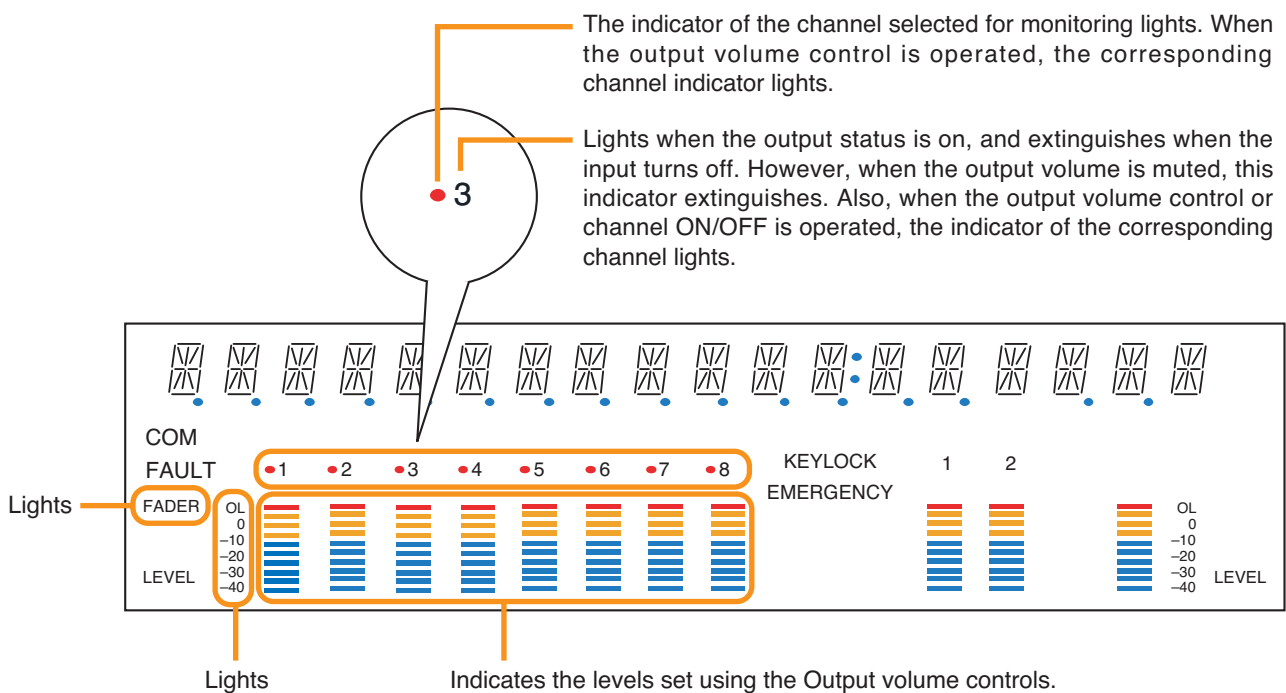 The indicator of the channel selected for monitoring lights. When
the output volume control is operated, the corresponding
channel indicator lights.
Lights when the output status is on, and extinguishes when the
input turns off. However, when the output volume is muted, this
indicator extinguishes. Also, when the output volume control or
channel ON/OFF is operated, the indicator of the corresponding
channel lights.
3
COM
FAULT
1 2 3 4 5 6 7 8
KEYLOCK 1 2
EMERGENCY
Lights
FADER
OL
0
–10
–20
–30
–40
LEVEL
OL
0
–10
–20
–30
–40
LEVEL
Lights
Indicates the levels set using the Output volume controls.